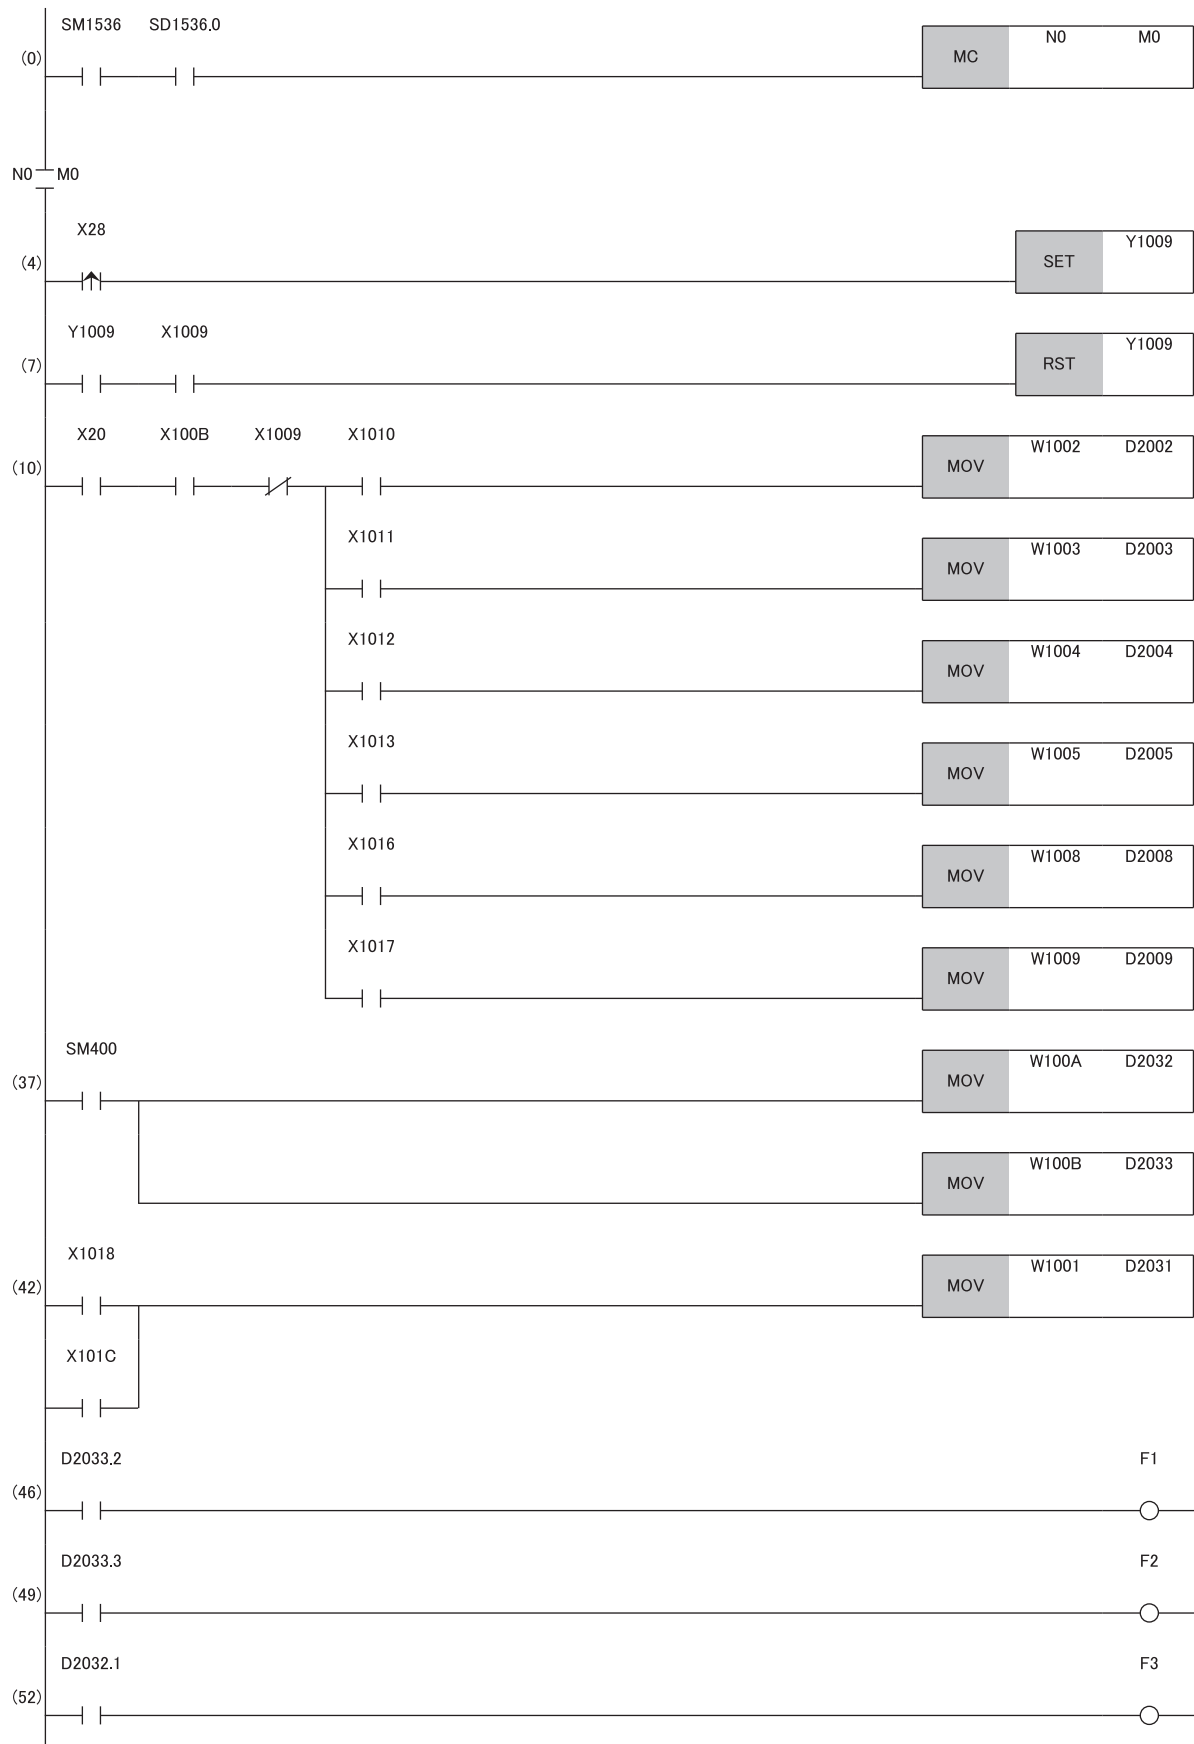 SM1536 SD1536.0
(0) MC N0 M0
N0 M0
X28
(4) SET Y1009
Y1009 X1009
(7) RST Y1009
X20 X100B X1009 X1010
(10) MOV W1002 D2002
X1011
MOV W1003 D2003
X1012
MOV W1004 D2004
X1013
MOV W1005 D2005
X1016
MOV W1008 D2008
X1017
MOV W1009 D2009
SM400
(37) MOV W100A D2032
MOV W100B D2033
X1018
(42) MOV W1001 D2031
X101C
D2033.2 F1
(46)
D2033.3 F2
(49)
D2032.1 F3
(52)